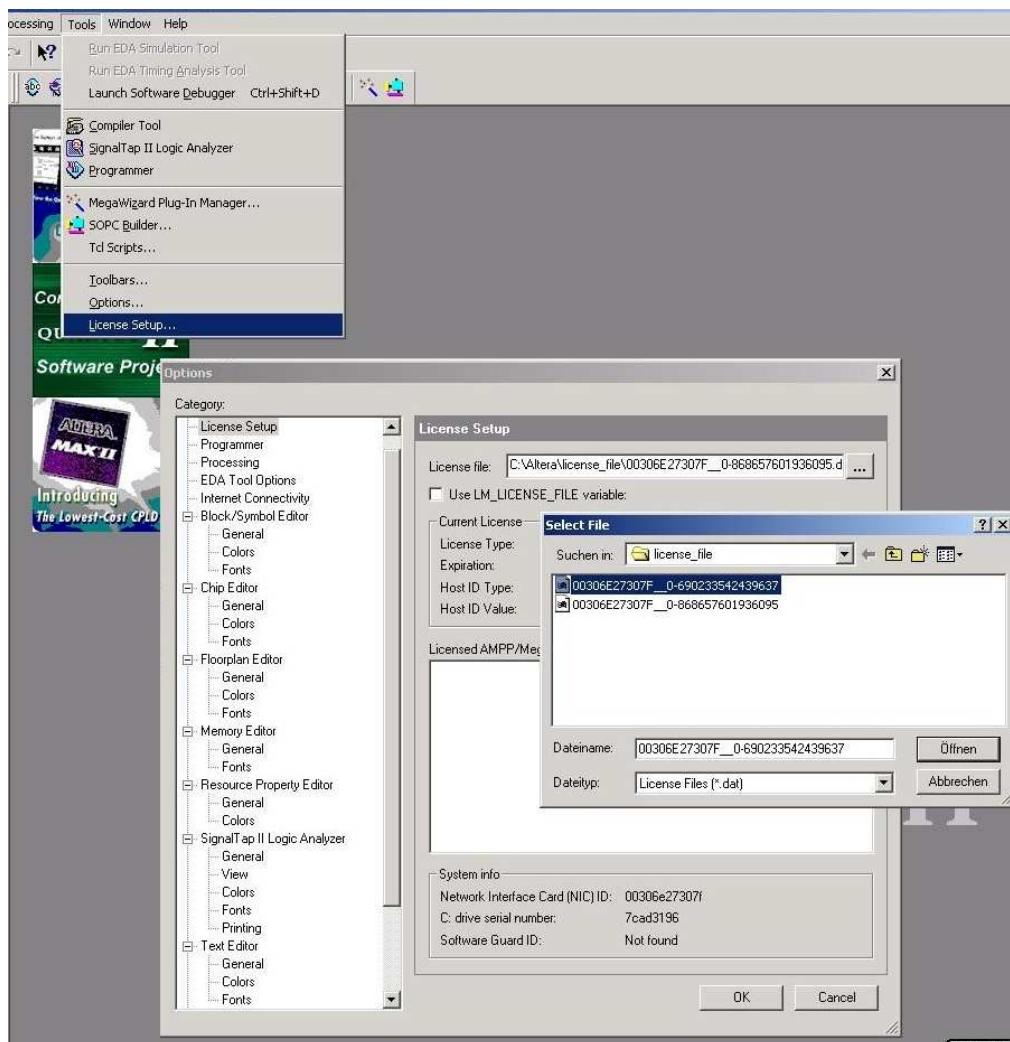 ocessing Tools Window Help
Run EDA Simulation Tool
Run EDA Timing Analysis Tool
Launch Software Debugger Ctrl+Shift+D
Compiler Tool
SignalTap II Logic Analyzer
Programmer
MegaWizard Plug-In Manager...
SOPC Builder...
Tcl Scripts...
Toolbars...
Options...
License Setup...
Software Proje
ALTERA
MAX II
Introducing
The Lowest-Cost CPLD
Options
Category:
License Setup
Programmer
Processing
EDA Tool Options
Internet Connectivity
Block/Symbol Editor
General
Colors
Fonts
Chip Editor
General
Colors
Fonts
Floorplan Editor
General
Colors
Fonts
Memory Editor
General
Fonts
Resource Property Editor
General
Colors
SignalTap II Logic Analyzer
General
View
Colors
Fonts
Printing
Text Editor
General
Colors
Fonts
License Setup
License file: C:\Altera\license_file\00306E27307F__0-868657601936095.d ...
Use LM_LICENSE_FILE variable:
Current License
License Type:
Expiration:
Host ID Type:
Host ID Value:
Licensed AMPP/Meg
Select File
Suchen in: license_file
00306E27307F__0-690233542439637
00306E27307F__0-868657601936095
Dateiname: 00306E27307F__0-690233542439637 Öffnen
Dateityp: License Files (*.dat) Abbrechen
System info
Network Interface Card (NIC) ID: 00306e27307f
C: drive serial number: 7cad3196
Software Guard ID: Not found
OK Cancel